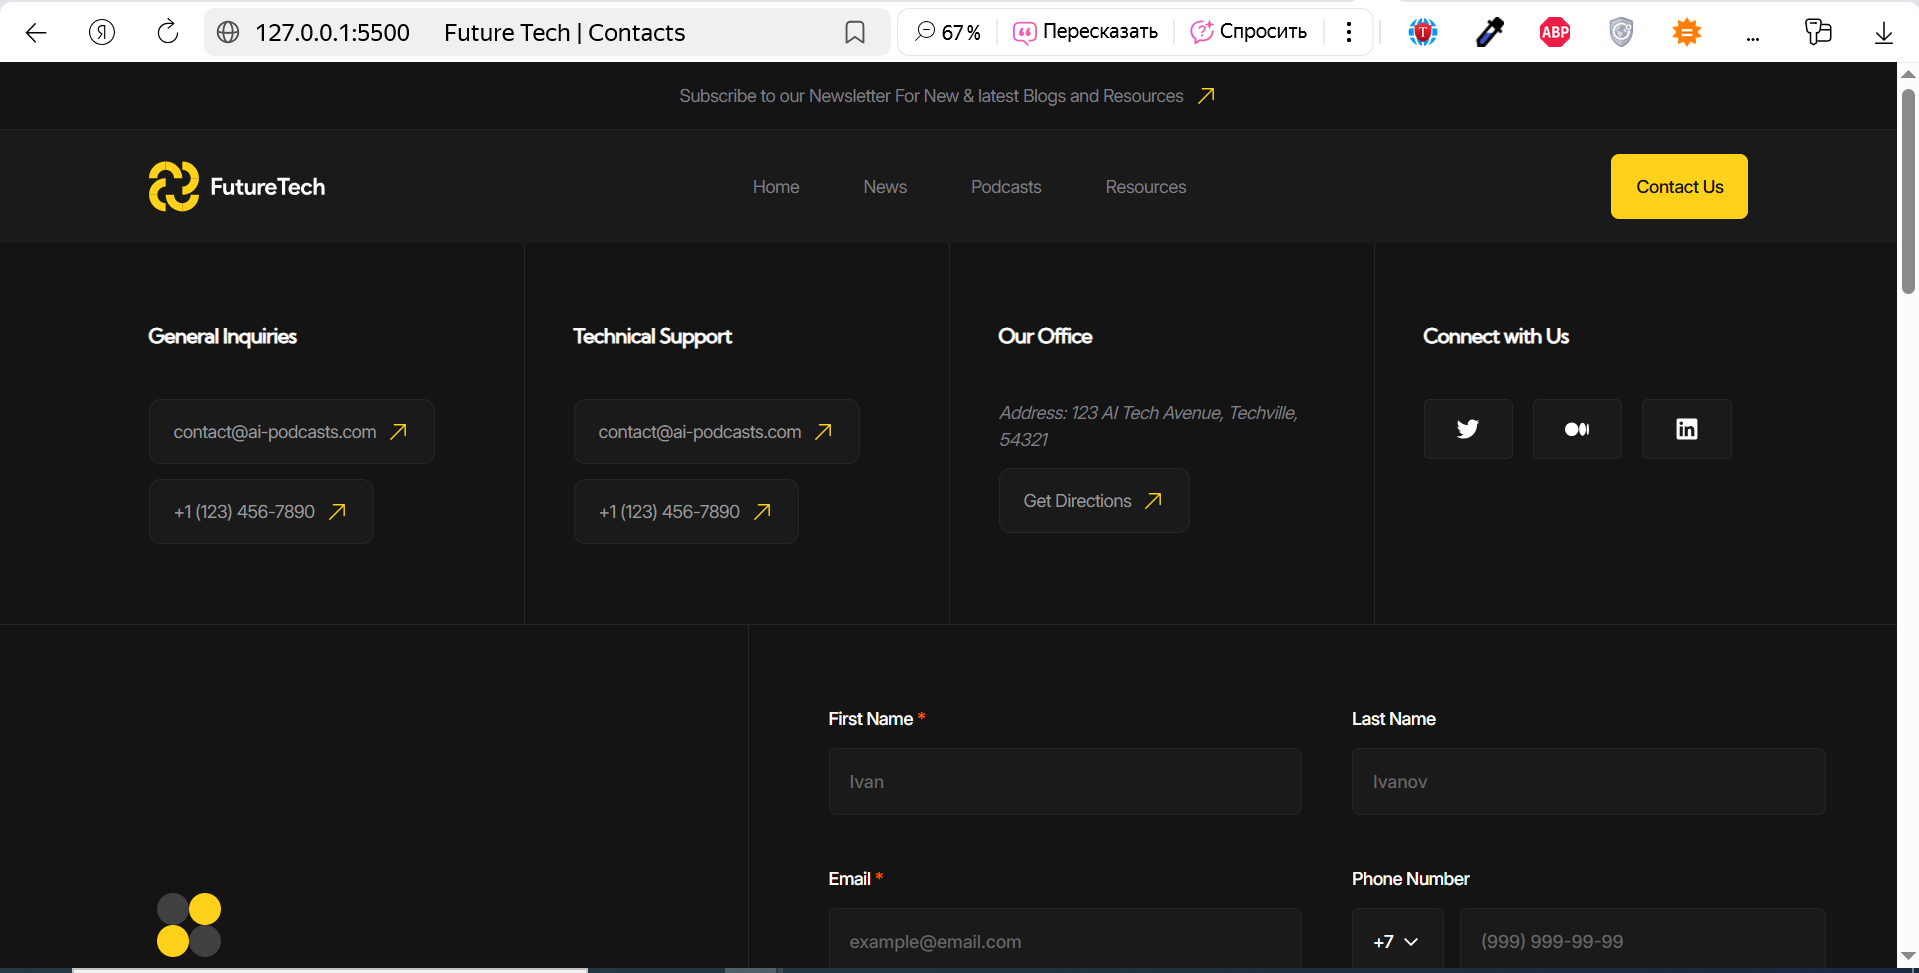 127.0.0.1:5500 Future Tech | Contacts 67 % Пересказать Спросить T ABP
Subscribe to our Newsletter For New & latest Blogs and Resources
FutureTech Home News Podcasts Resources Contact Us
General Inquiries
contact@ai-podcasts.com
+1 (123) 456-7890
Technical Support
contact@ai-podcasts.com
+1 (123) 456-7890
Our Office
Address: 123 AI Tech Avenue, Techville,
54321
Get Directions
Connect with Us
First Name *
Ivan
Last Name
Ivanov
Email *
example@email.com
Phone Number
+7 (999) 999-99-99